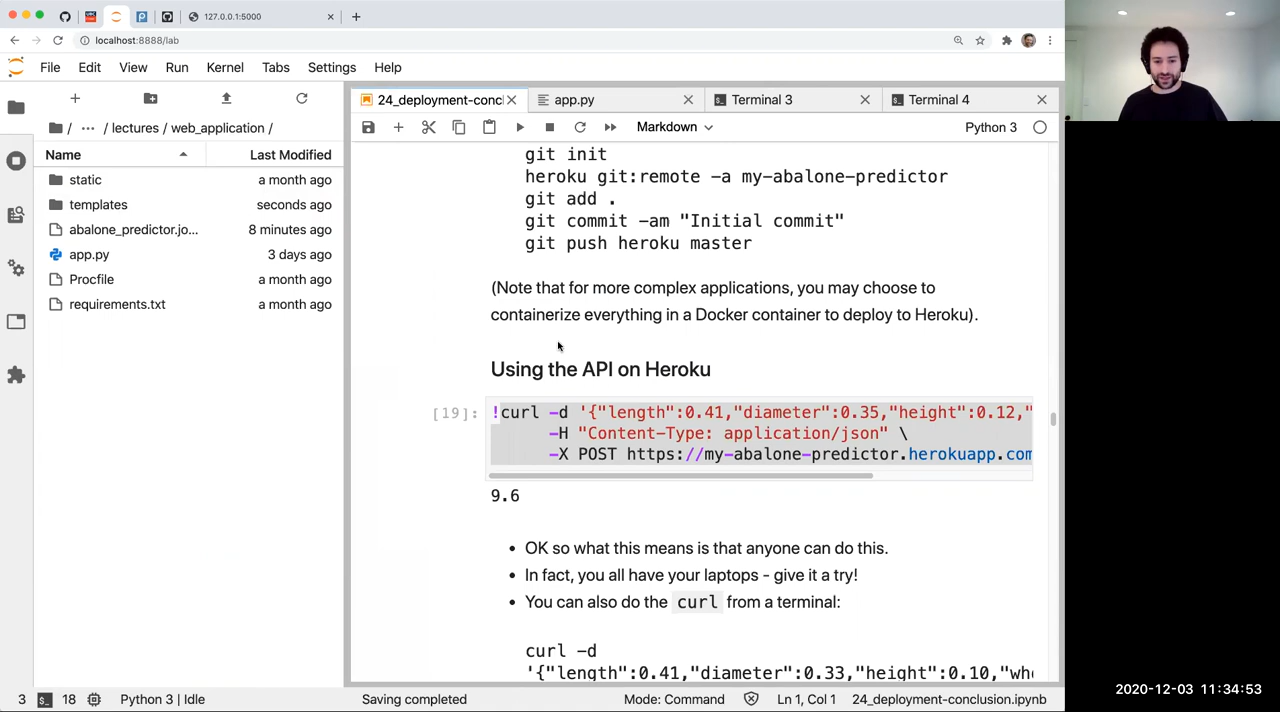 127.0.0.1:5000
localhost:8888/lab
File Edit View Run Kernel Tabs Settings Help
24_deployment-concl
app.py
Terminal 3
Terminal 4
Markdown
Python 3
/ ... / lectures / web_application /
Name Last Modified
static a month ago
templates seconds ago
abalone_predictor.jo... 8 minutes ago
app.py 3 days ago
Procfile a month ago
requirements.txt a month ago
git init
heroku git:remote -a my-abalone-predictor
git add .
git commit -am "Initial commit"
git push heroku master
(Note that for more complex applications, you may choose to
containerize everything in a Docker container to deploy to Heroku).
Using the API on Heroku
[19]: !curl -d '{"length":0.41,"diameter":0.35,"height":0.12,"
-H "Content-Type: application/json" \
-X POST https://my-abalone-predictor.herokuapp.com
9.6
• OK so what this means is that anyone can do this.
• In fact, you all have your laptops - give it a try!
• You can also do the curl from a terminal:
curl -d
'{"length":0.41,"diameter":0.33,"height":0.10,"who
3 18 Python 3 | Idle Saving completed Mode: Command Ln 1, Col 1 24_deployment-conclusion.ipynb
2020-12-03 11:34:53